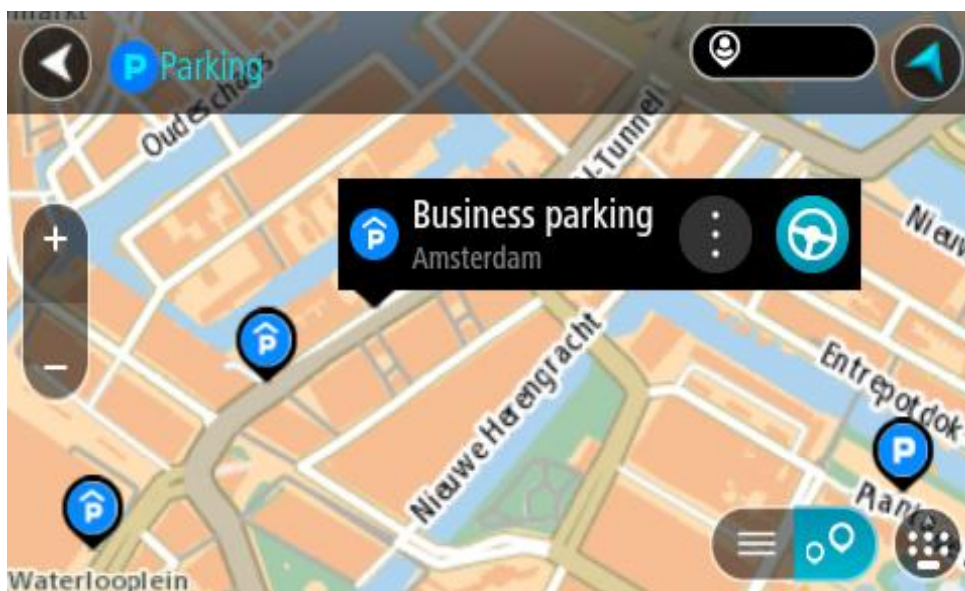 P Parking
Oudeschans
Business parking
Amsterdam
Entrepotdok
Nieuwe Herengracht
P
P
P
P
Waterlooplein